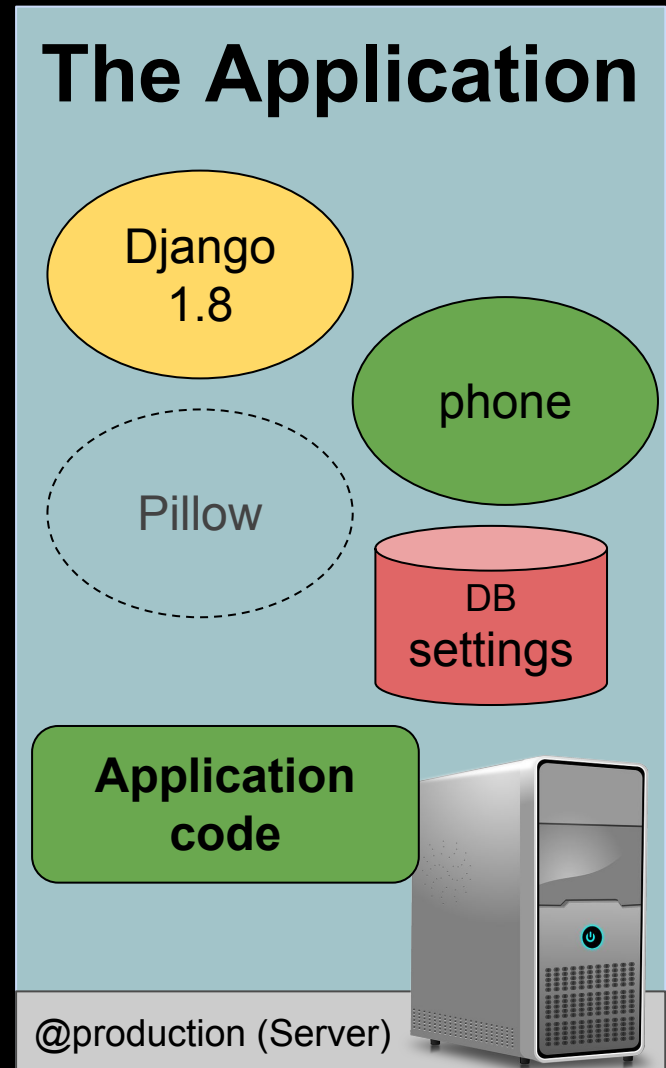 The Application
Django
1.8
phone
Pillow
DB
settings
Application
code
@production (Server)